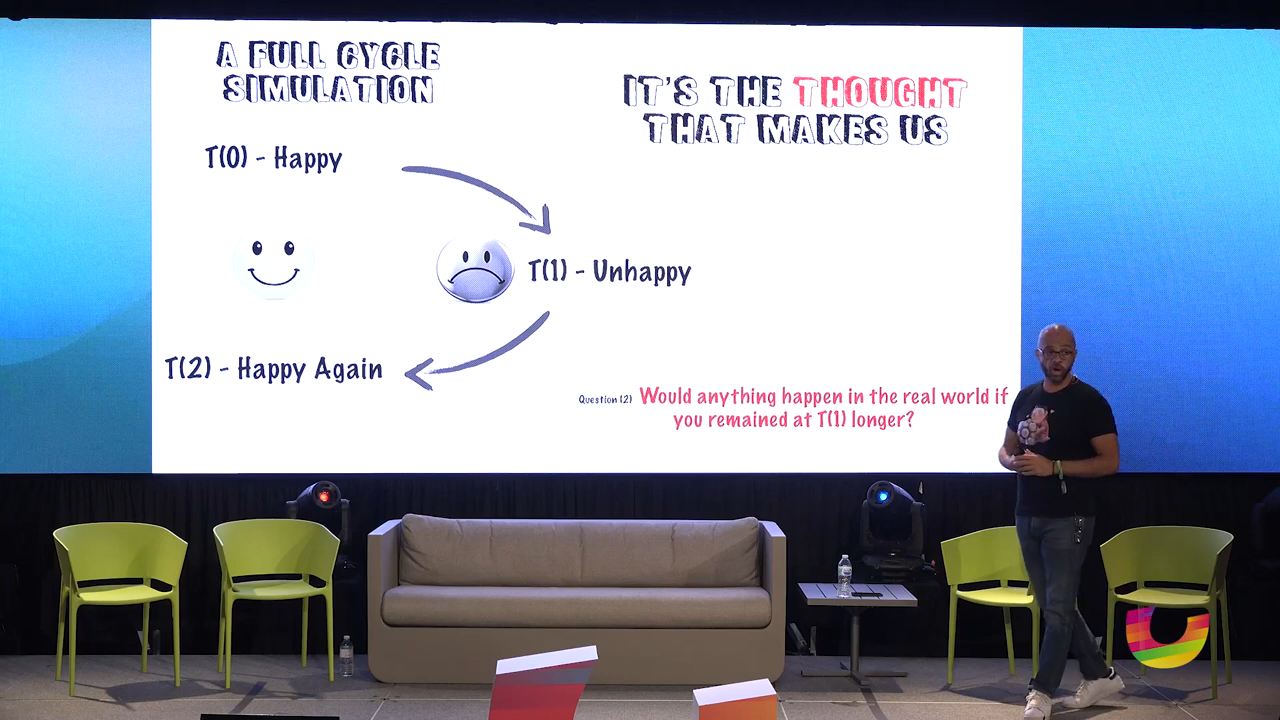 A FULL CYCLE
SIMULATION
IT'S THE THOUGHT
THAT MAKES US
T(0) - Happy
T(1) - Unhappy
T(2) - Happy Again
Question (2) Would anything happen in the real world if
you remained at T(1) longer?